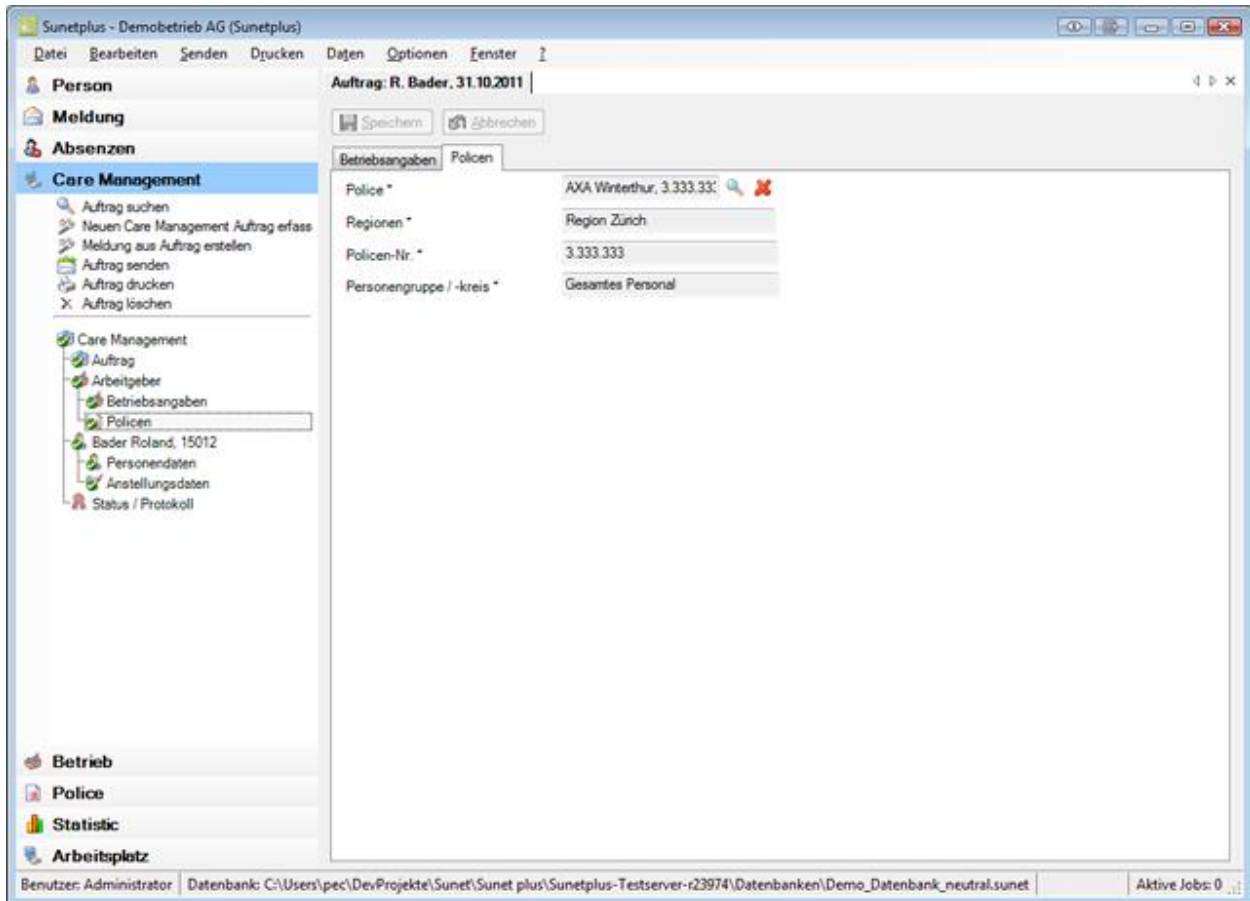 Sunetplus - Demobetrieb AG (Sunetplus)
Datei Bearbeiten Senden Drucken Daten Optionen Fenster ?
Person
Meldung
Absenzen
Care Management
Auftrag suchen
Neuen Care Management Auftrag erfass
Meldung aus Auftrag erstellen
Auftrag senden
Auftrag drucken
Auftrag löschen
Care Management
Auftrag
Arbeitgeber
Betriebsangaben
Policen
Bader Roland, 15012
Personendaten
Anstellungsdaten
Status / Protokoll
Betrieb
Police
Statistic
Arbeitsplatz
Auftrag: R. Bader, 31.10.2011
Speichern Abbrechen
Betriebsangaben Policen
Police * AXA Winterthur, 3.333.33
Regionen * Region Zürich
Policen-Nr. * 3.333.333
Personengruppe / -kreis * Gesamtes Personal
Benutzer: Administrator Datenbank: C:\Users\pec\DevProjekte\Sunet\Sunet plus\Sunetplus-Testserver-r23974\Datenbanken\Demo_Datenbank_neutral.sunet Aktive Jobs: 0